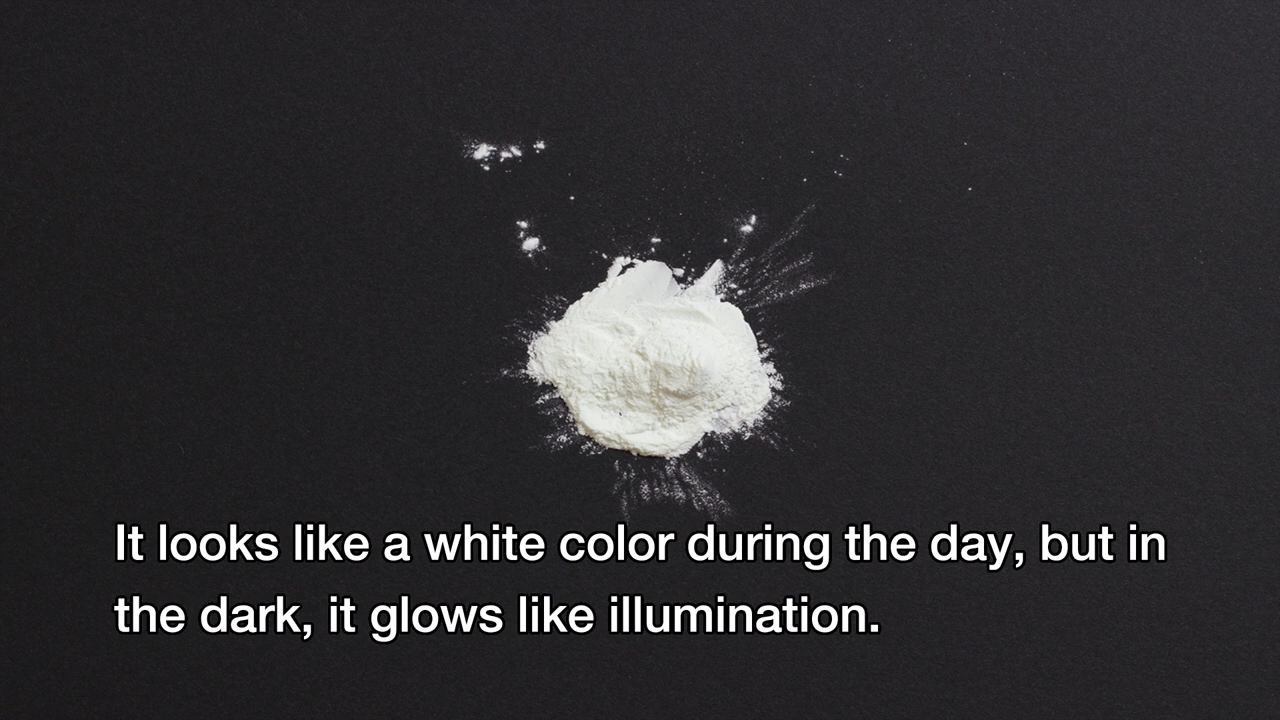 It looks like a white color during the day, but in
the dark, it glows like illumination.